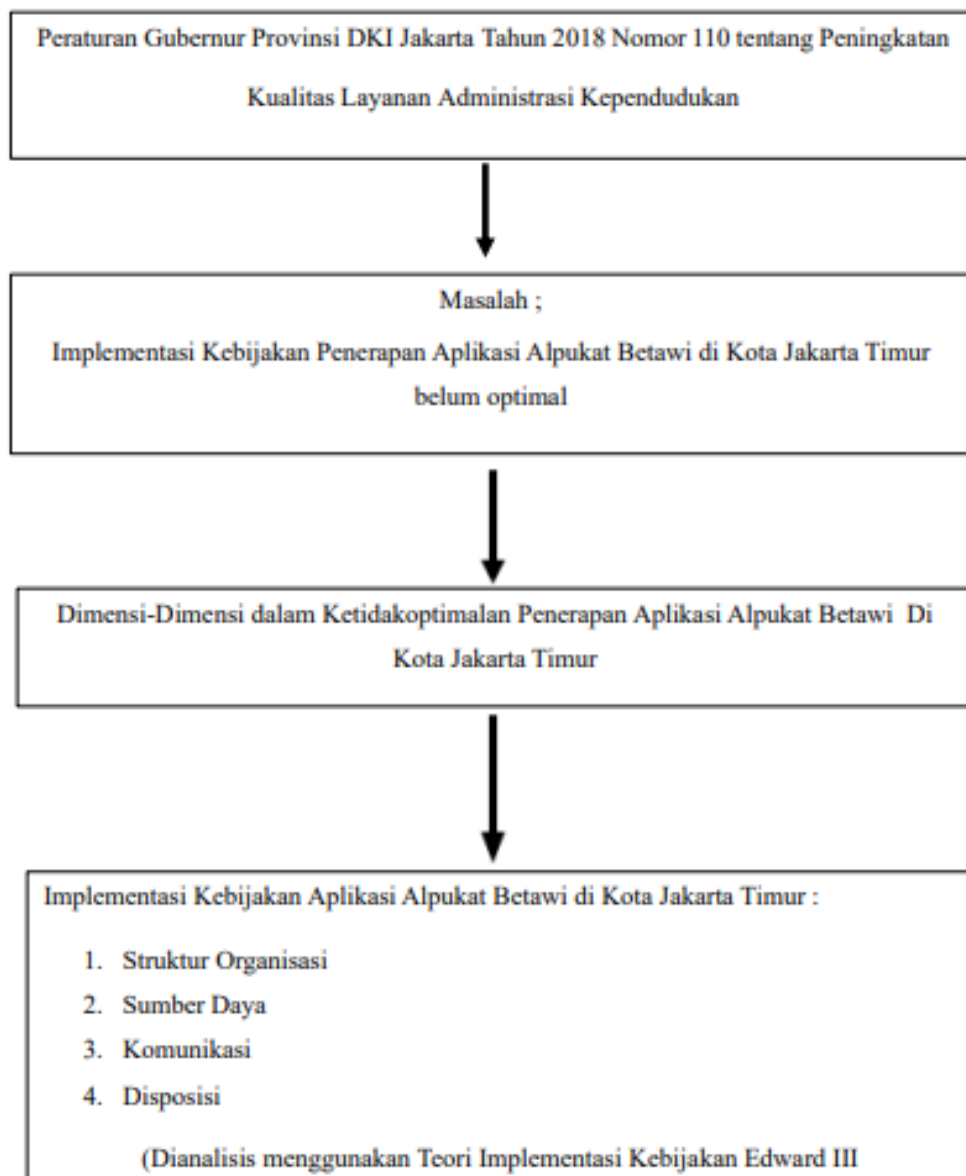 Peraturan Gubernur Provinsi DKI Jakarta Tahun 2018 Nomor 110 tentang Peningkatan
Kualitas Layanan Administrasi Kependudukan
Masalah ;
Implementasi Kebijakan Penerapan Aplikasi Alpukat Betawi di Kota Jakarta Timur
belum optimal
Dimensi-Dimensi dalam Ketidakoptimalan Penerapan Aplikasi Alpukat Betawi Di
Kota Jakarta Timur
Implementasi Kebijakan Aplikasi Alpukat Betawi di Kota Jakarta Timur :
1. Struktur Organisasi
2. Sumber Daya
3. Komunikasi
4. Disposisi
(Dianalisis menggunakan Teori Implementasi Kebijakan Edward III